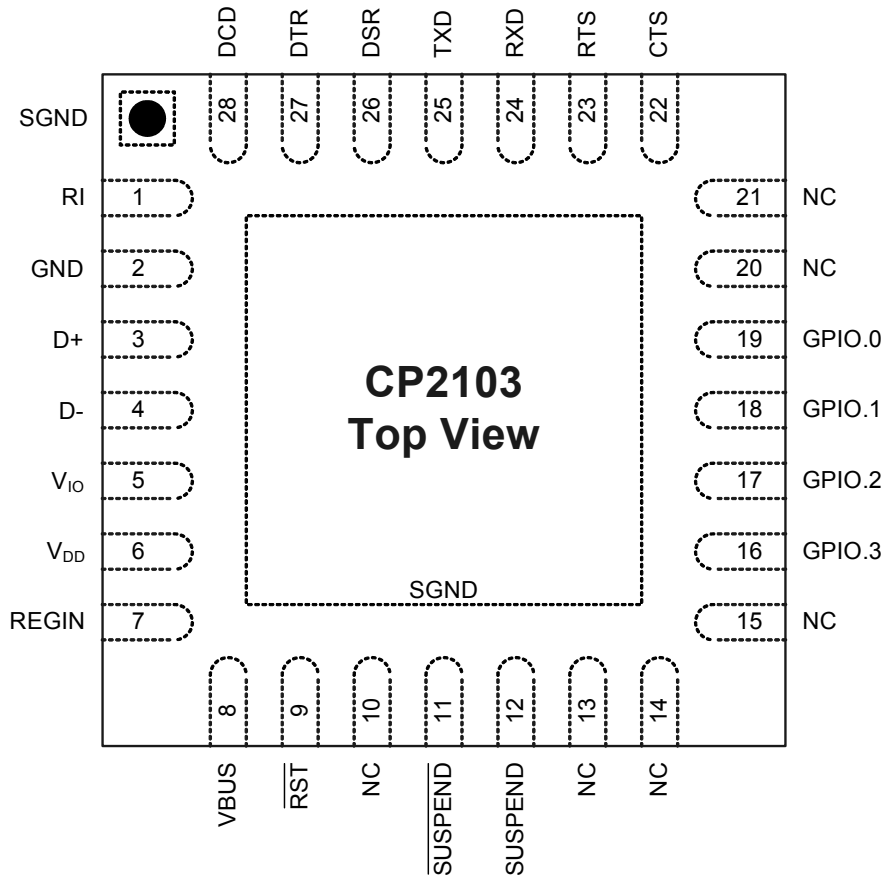 DCD
DTR
DSR
TXD
RXD
RTS
CTS
28
27
26
25
24
23
22
SGND
RI 1
GND 2
D+ 3
D- 4
VIO 5
VDD 6
REGIN 7
21 NC
20 NC
19 GPIO.0
18 GPIO.1
17 GPIO.2
16 GPIO.3
15 NC
CP2103
Top View
SGND
8
9
10
11
12
13
14
VBUS
RST
NC
SUSPEND
SUSPEND
NC
NC